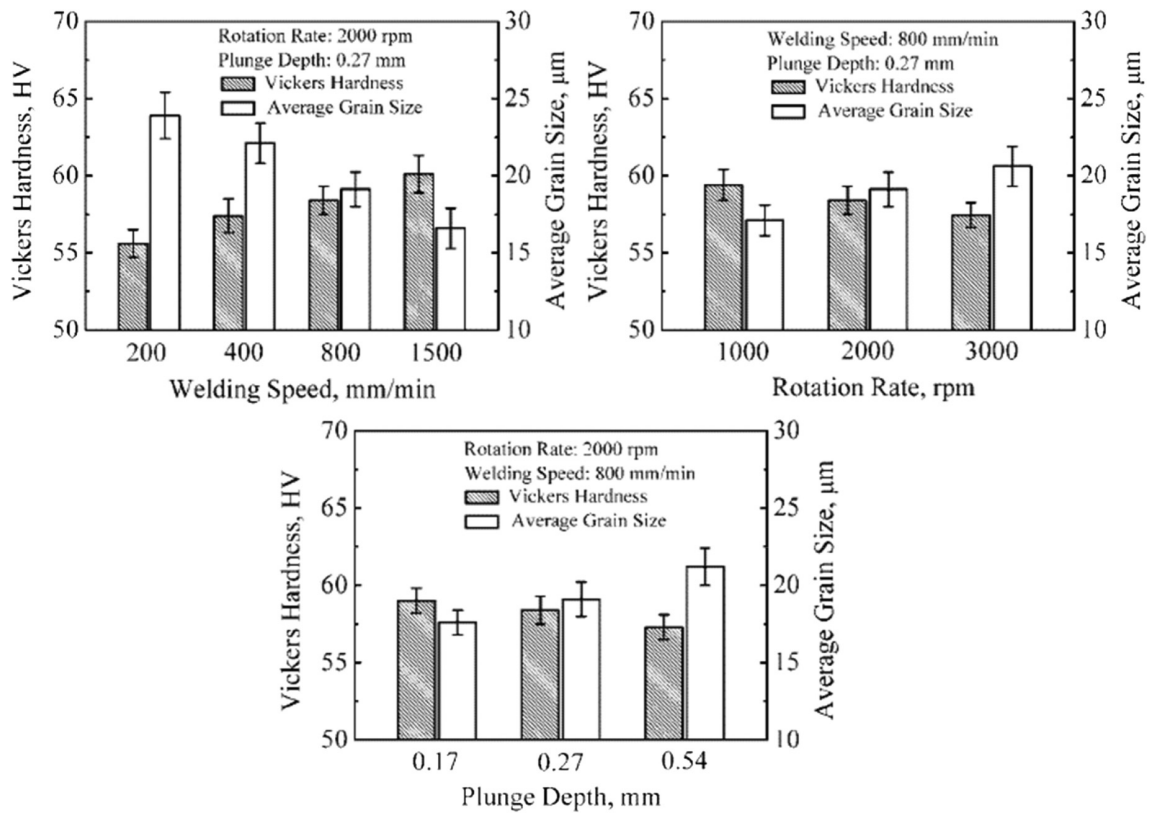 70
65
60
55
50
Vickers Hardness, HV
Rotation Rate: 2000 rpm
Plunge Depth: 0.27 mm
Vickers Hardness
Average Grain Size
30
25
20
15
10
Average Grain Size, μm
200 400 800 1500
Welding Speed, mm/min
70
65
60
55
50
Vickers Hardness, HV
Welding Speed: 800 mm/min
Plunge Depth: 0.27 mm
Vickers Hardness
Average Grain Size
30
25
20
15
10
Average Grain Size, μm
1000 2000 3000
Rotation Rate, rpm
70
65
60
55
50
Vickers Hardness, HV
Rotation Rate: 2000 rpm
Welding Speed: 800 mm/min
Vickers Hardness
Average Grain Size
30
25
20
15
10
Average Grain Size, μm
0.17 0.27 0.54
Plunge Depth, mm